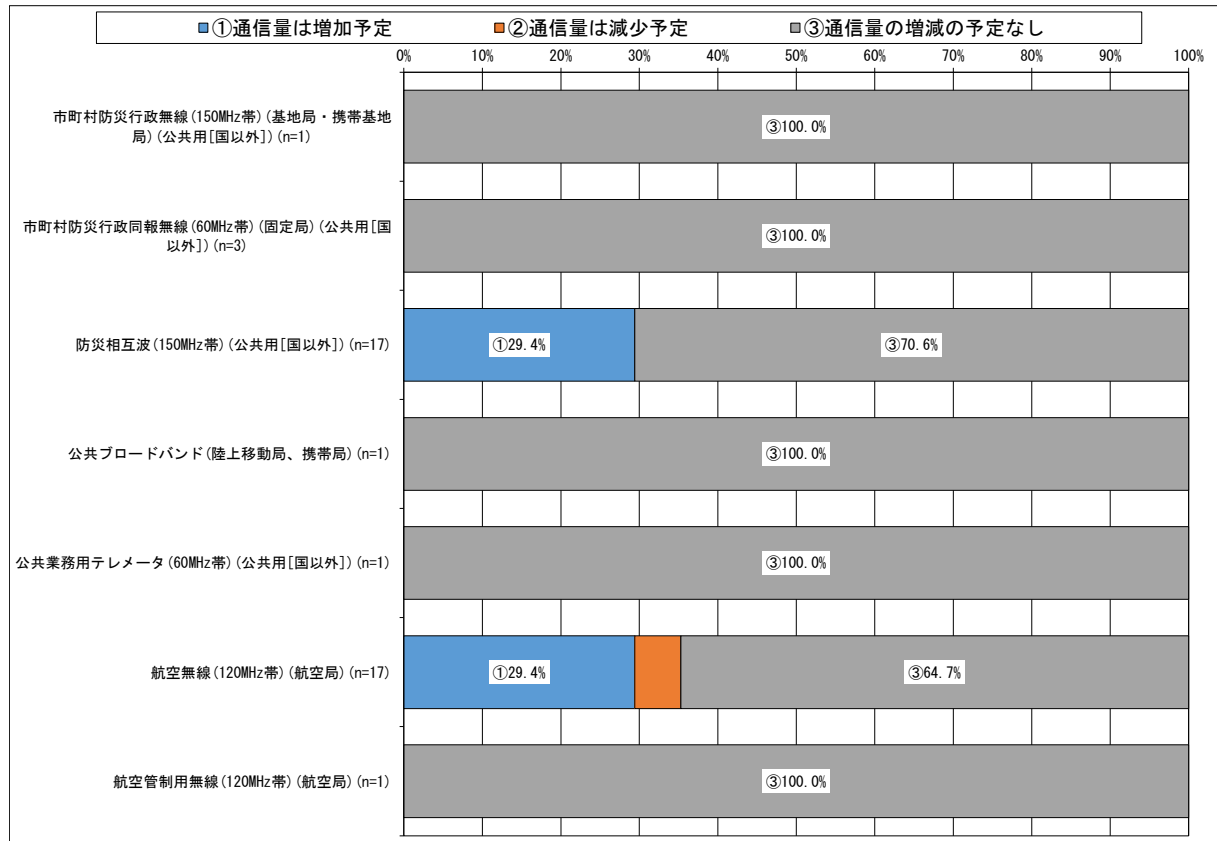 ■①通信量は増加予定 ■②通信量は減少予定 ■③通信量の増減の予定なし
0% 10% 20% 30% 40% 50% 60% 70% 80% 90% 100%
市町村防災行政無線(150MHz帯)(基地局・携帯基地
局)(公共用[国以外])(n=1)
③100.0%
市町村防災行政同報無線(60MHz帯)(固定局)(公共用[国
以外])(n=3)
③100.0%
防災相互波(150MHz帯)(公共用[国以外])(n=17)
①29.4% ③70.6%
公共ブロードバンド(陸上移動局、携帯局)(n=1)
③100.0%
公共業務用テレメータ(60MHz帯)(公共用[国以外])(n=1)
③100.0%
航空無線(120MHz帯)(航空局)(n=17)
①29.4% ③64.7%
航空管制用無線(120MHz帯)(航空局)(n=1)
③100.0%